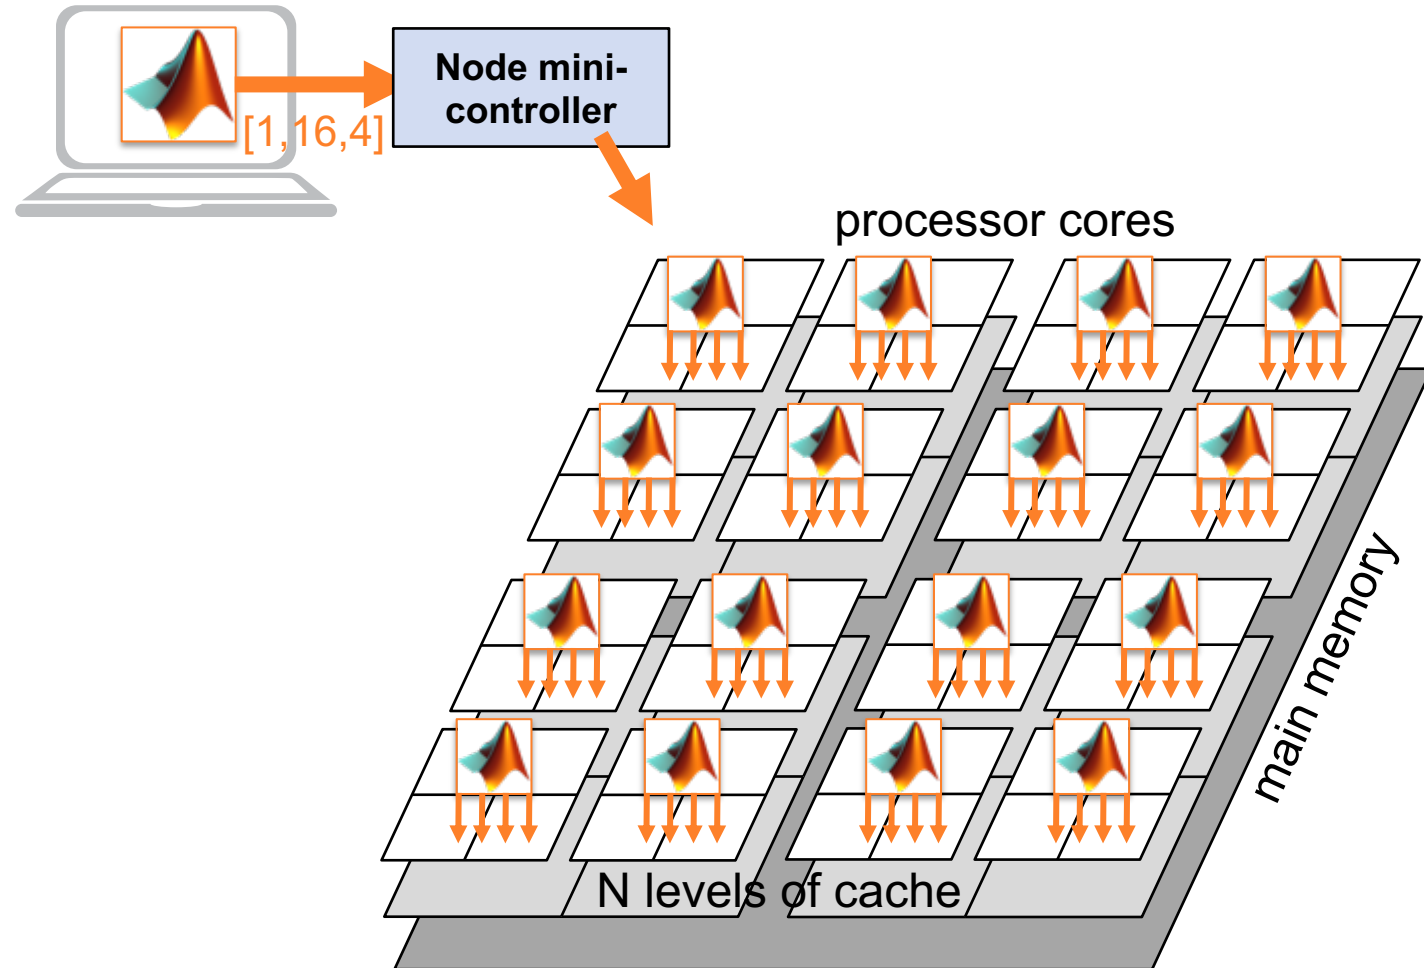 Node mini-
controller
[1,16,4]
processor cores
main memory
N levels of cache